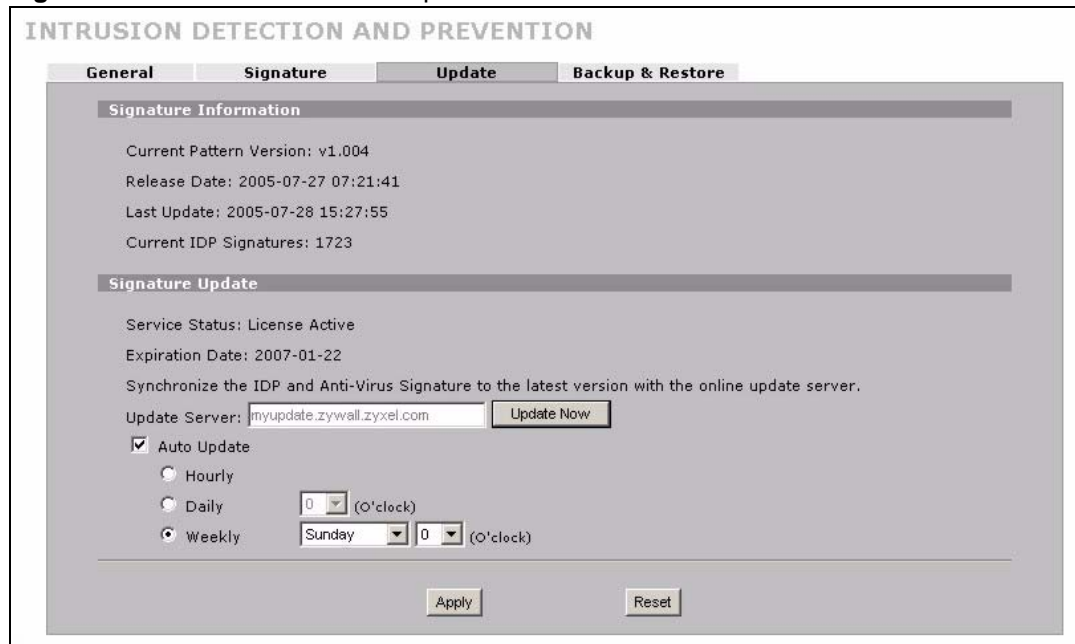 INTRUSION DETECTION AND PREVENTION
General Signature Update Backup & Restore
Signature Information
Current Pattern Version: v1.004
Release Date: 2005-07-27 07:21:41
Last Update: 2005-07-28 15:27:55
Current IDP Signatures: 1723
Signature Update
Service Status: License Active
Expiration Date: 2007-01-22
Synchronize the IDP and Anti-Virus Signature to the latest version with the online update server.
Update Server: myupdate.zywall.zyxel.com Update Now
Auto Update
Hourly
Daily 0 (O'clock)
Weekly Sunday 0 (O'clock)
Apply Reset